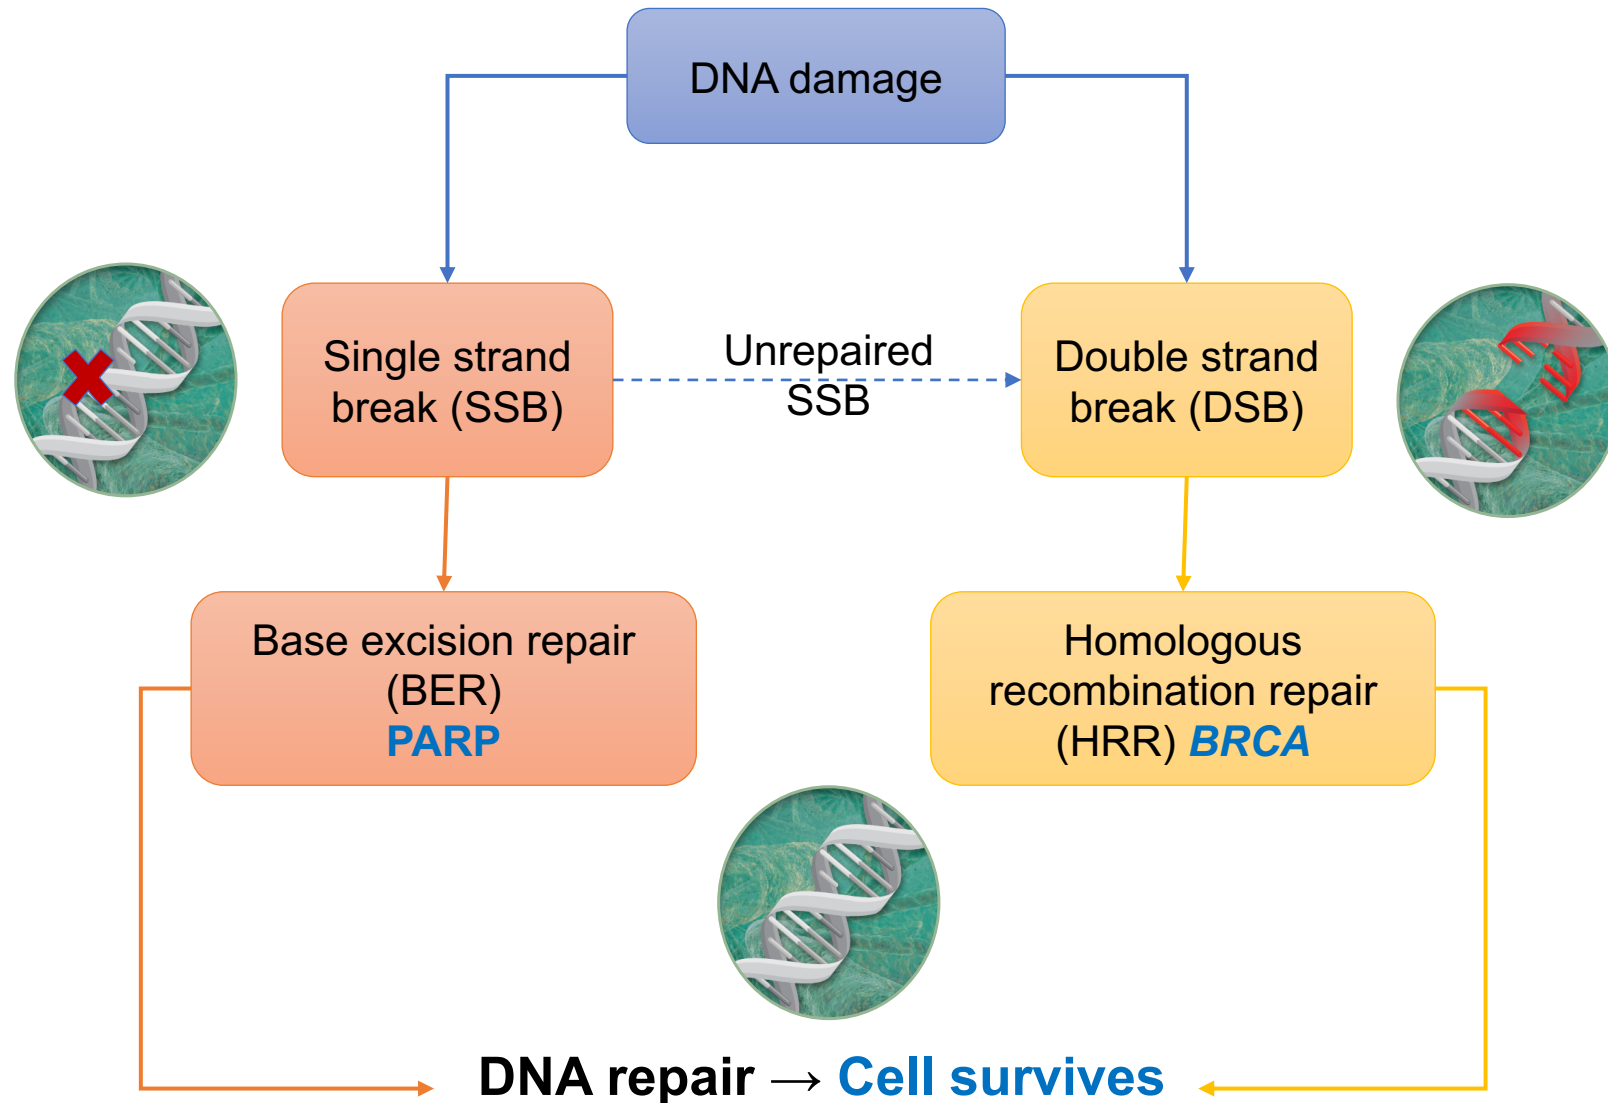 DNA damage
Single strand
break (SSB)
Unrepaired
SSB
Double strand
break (DSB)
Base excision repair
(BER)
PARP
Homologous
recombination repair
(HRR) BRCA
DNA repair → Cell survives